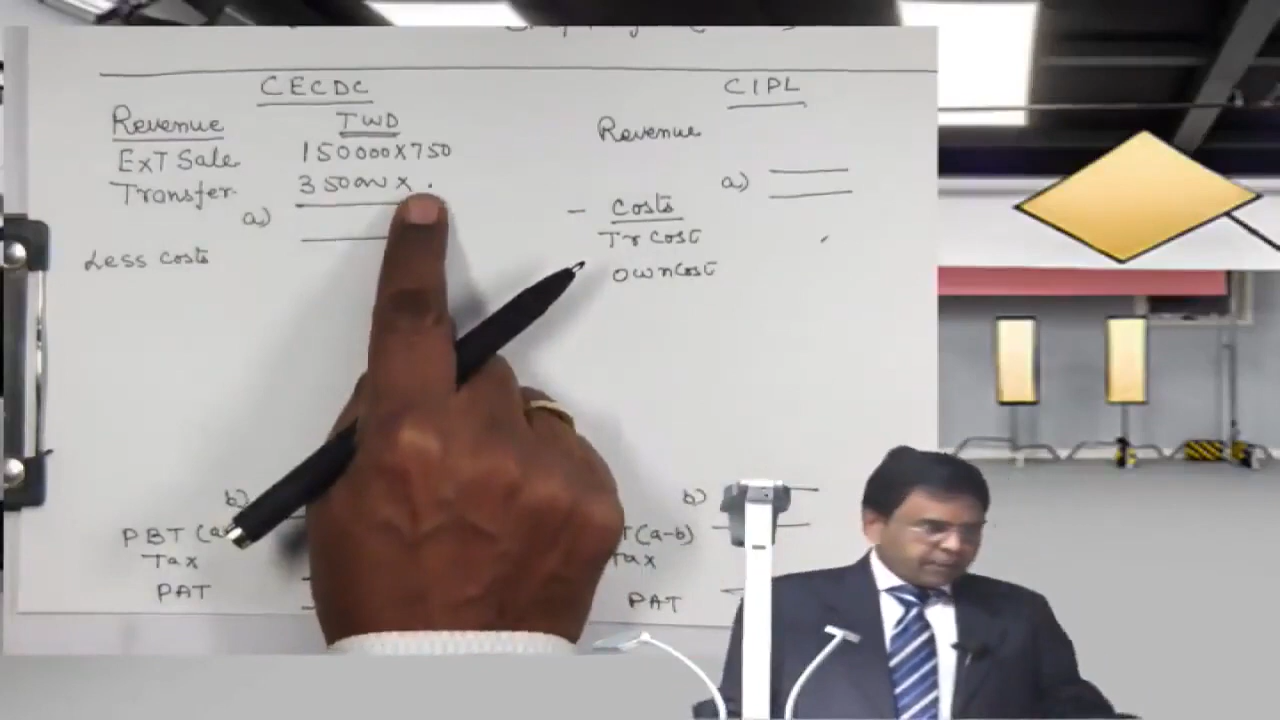 CECDC
TWD
Revenue
Ext Sale 150000x750
Transfer 35000 x
a)
Less costs
b)
PBT (a
Tax
PAT
CIPL
Revenue
a)
- Costs
Tr Cost
own cost
b)
T(a-b)
Tax
PAT